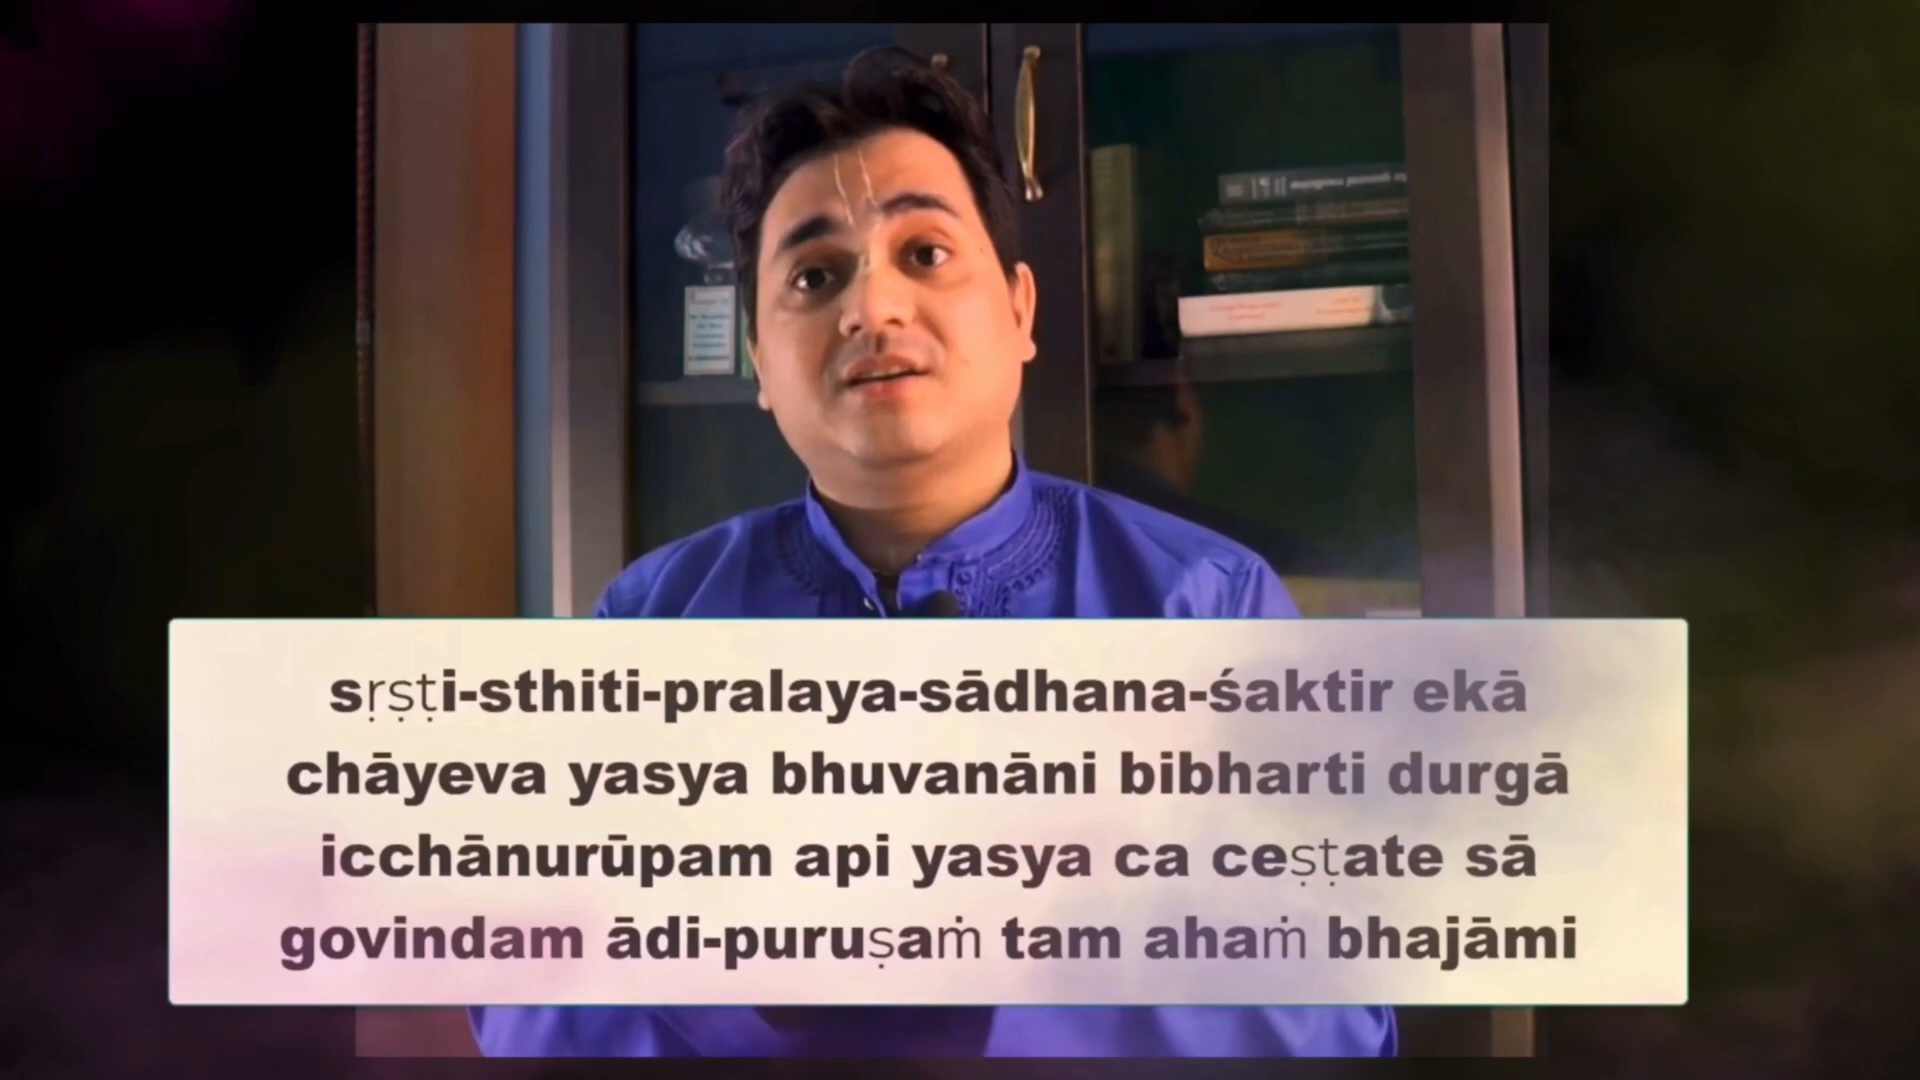 sṛṣṭi-sthiti-pralaya-sādhana-śaktir ekā
chāyeva yasya bhuvanāni bibharti durgā
icchānurūpam api yasya ca ceṣṭate sā
govindam ādi-puruṣaṁ tam ahaṁ bhajāmi